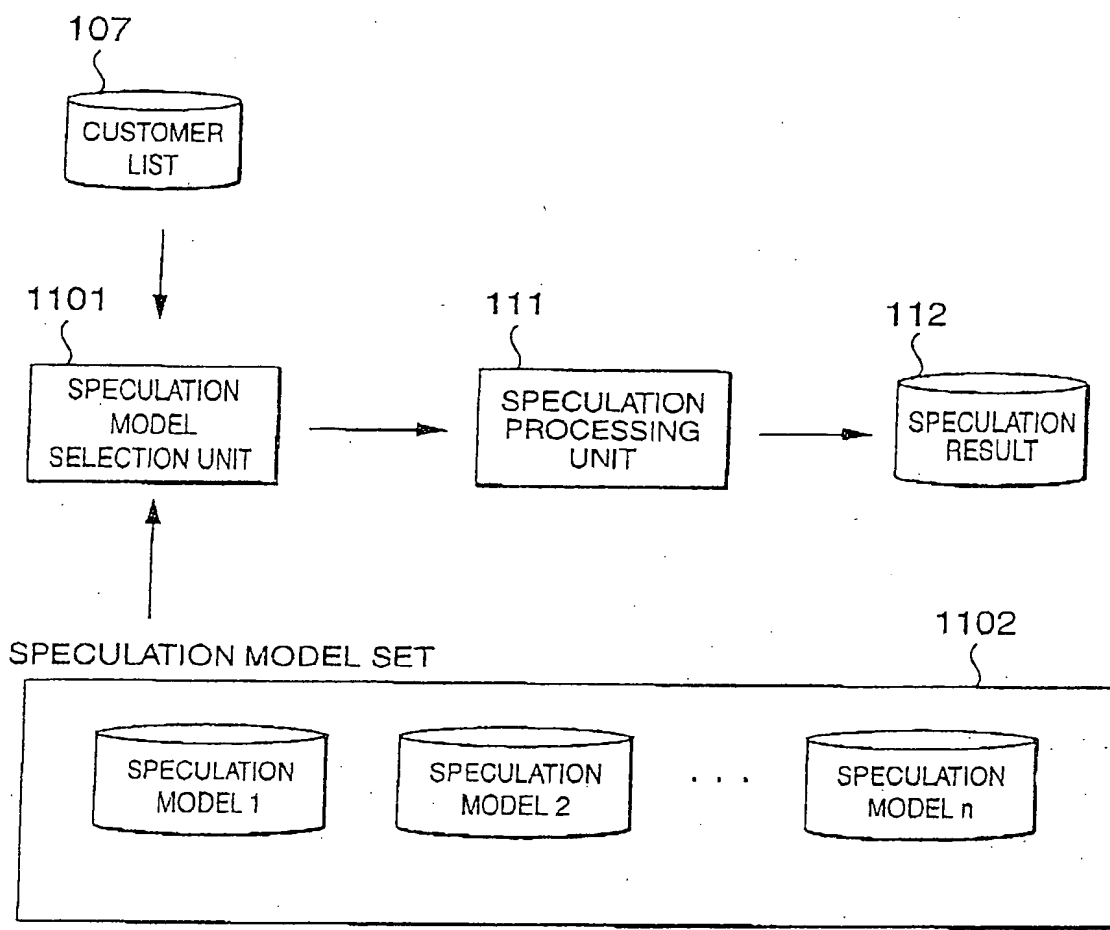 107
CUSTOMER
LIST
1101
111
112
SPECULATION
MODEL
SELECTION UNIT
SPECULATION
PROCESSING
UNIT
SPECULATION
RESULT
1102
SPECULATION MODEL SET
SPECULATION
MODEL 1
SPECULATION
MODEL 2
. . .
SPECULATION
MODEL n